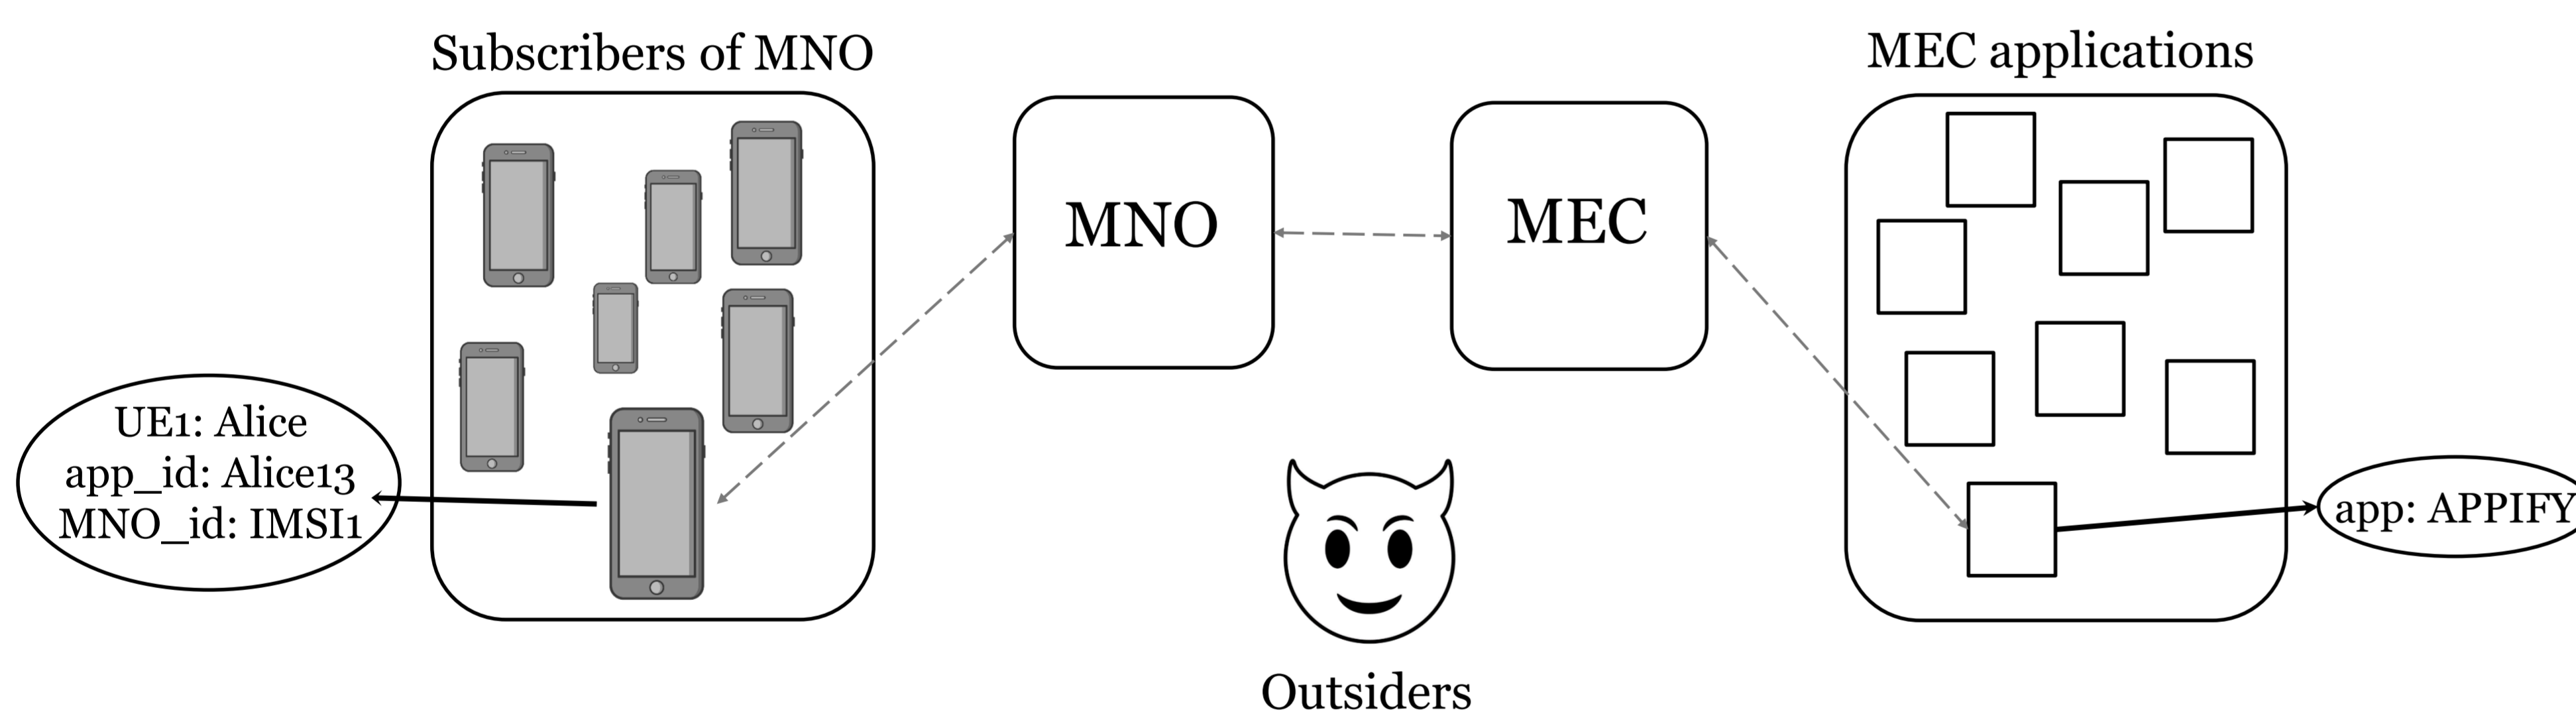 Subscribers of MNO
MEC applications
MNO
MEC
UE1: Alice
app_id: Alice13
MNO_id: IMSI1
app: APPIFY
Outsiders